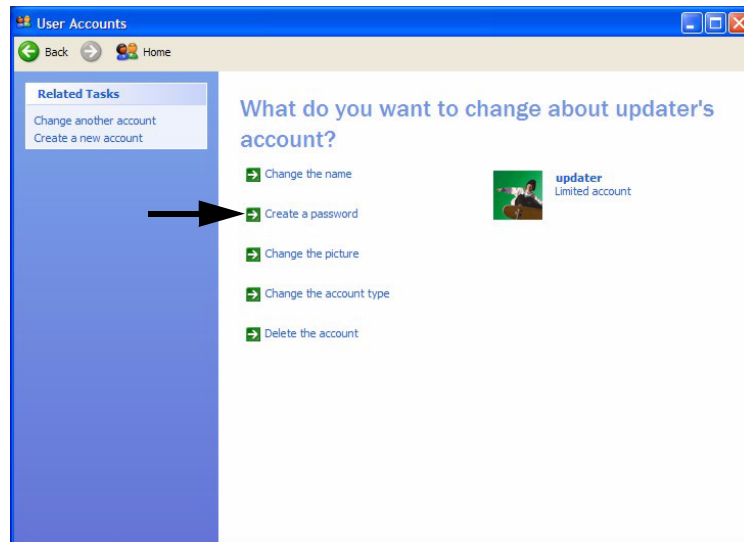 User Accounts
Back
Home
Related Tasks
Change another account
Create a new account
What do you want to change about updater's
account?
Change the name
Create a password
Change the picture
Change the account type
Delete the account
updater
Limited account